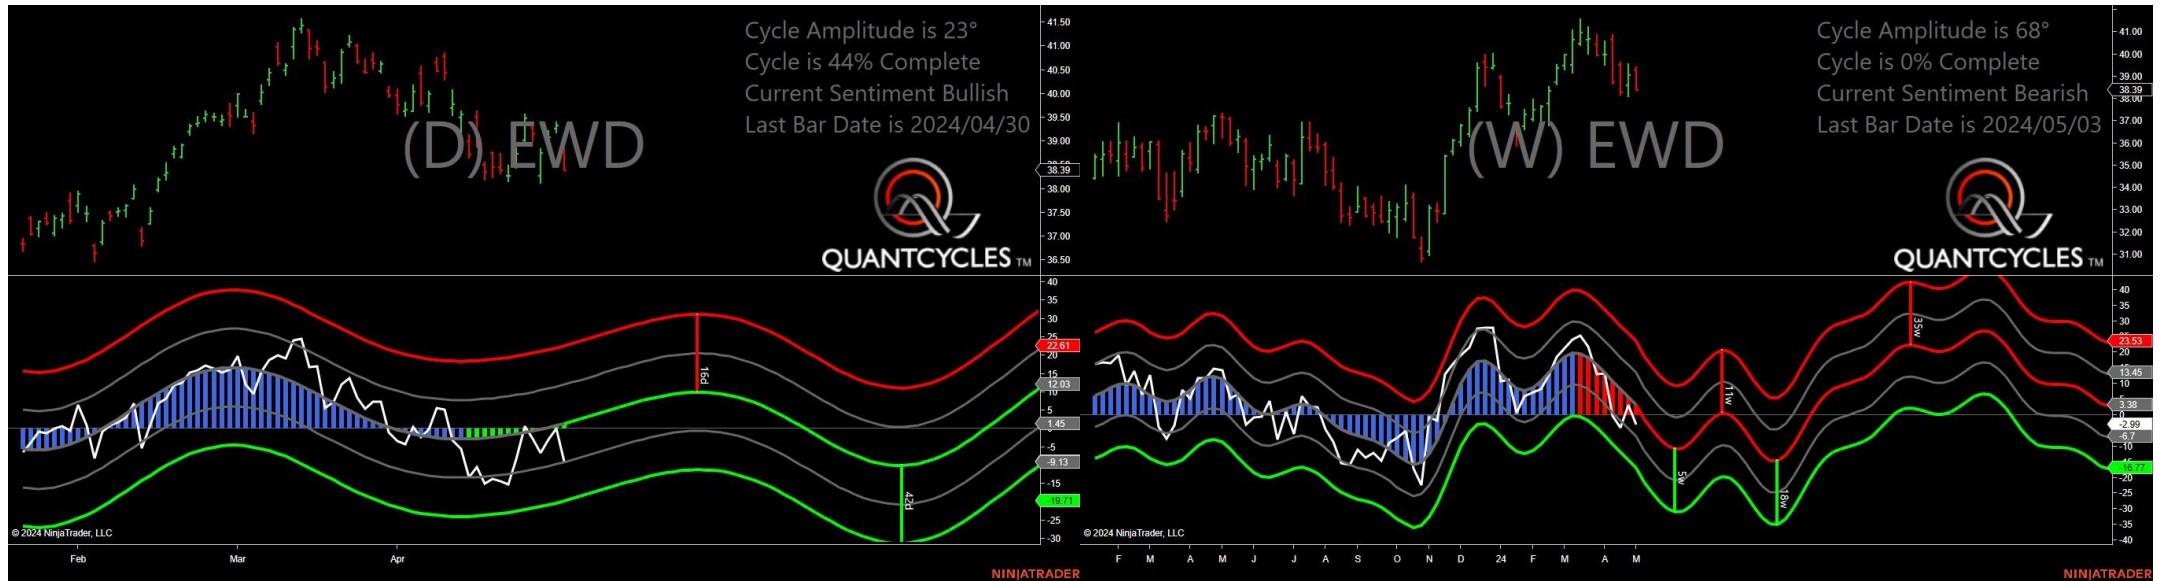 Cycle Amplitude is 23°
Cycle is 44% Complete
Current Sentiment Bullish
Last Bar Date is 2024/04/30
(D) EWD
QUANTCYCLES TM
41.50
41.00
40.50
40.00
39.50
39.00
38.39
38.00
37.50
37.00
36.50
40
35
30
22.61
20
15
12.03
10
5
1.45
-5
-9.13
-15
-19.71
-25
-30
16d
42d
© 2024 NinjaTrader, LLC
Feb Mar Apr
NINJATRADER
Cycle Amplitude is 68°
Cycle is 0% Complete
Current Sentiment Bearish
Last Bar Date is 2024/05/03
(W) EWD
QUANTCYCLES TM
41.00
40.00
39.00
38.39
38.00
37.00
36.00
35.00
34.00
33.00
32.00
31.00
40
35
30
23.53
20
13.45
10
5
3.38
0
-2.99
-6.7
-10
-16.77
-20
-25
-30
-35
-40
5w
11w
18w
35w
© 2024 NinjaTrader, LLC
F M A M J J A S O N D 24 F M A M
NINJATRADER